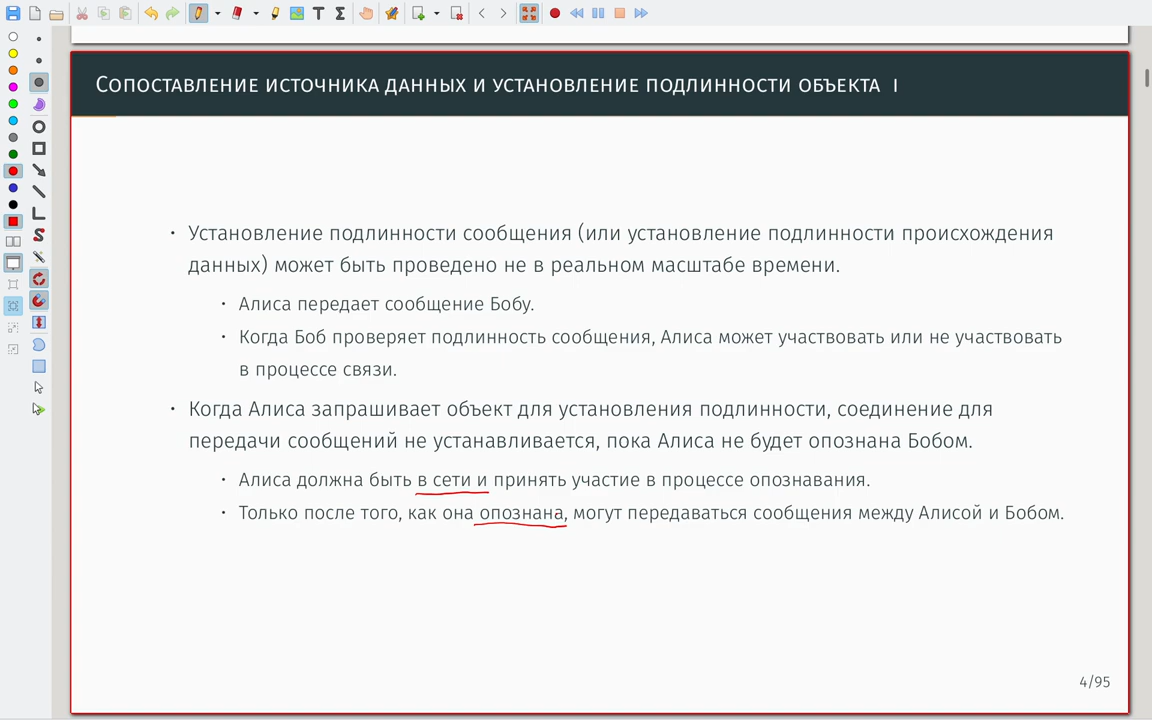 Сопоставление источника данных и установление подлинности объекта I
· Установление подлинности сообщения (или установление подлинности происхождения
данных) может быть проведено не в реальном масштабе времени.
· Алиса передает сообщение Бобу.
· Когда Боб проверяет подлинность сообщения, Алиса может участвовать или не участвовать
в процессе связи.
· Когда Алиса запрашивает объект для установления подлинности, соединение для
передачи сообщений не устанавливается, пока Алиса не будет опознана Бобом.
· Алиса должна быть в сети и принять участие в процессе опознавания.
· Только после того, как она опознана, могут передаваться сообщения между Алисой и Бобом.
4/95